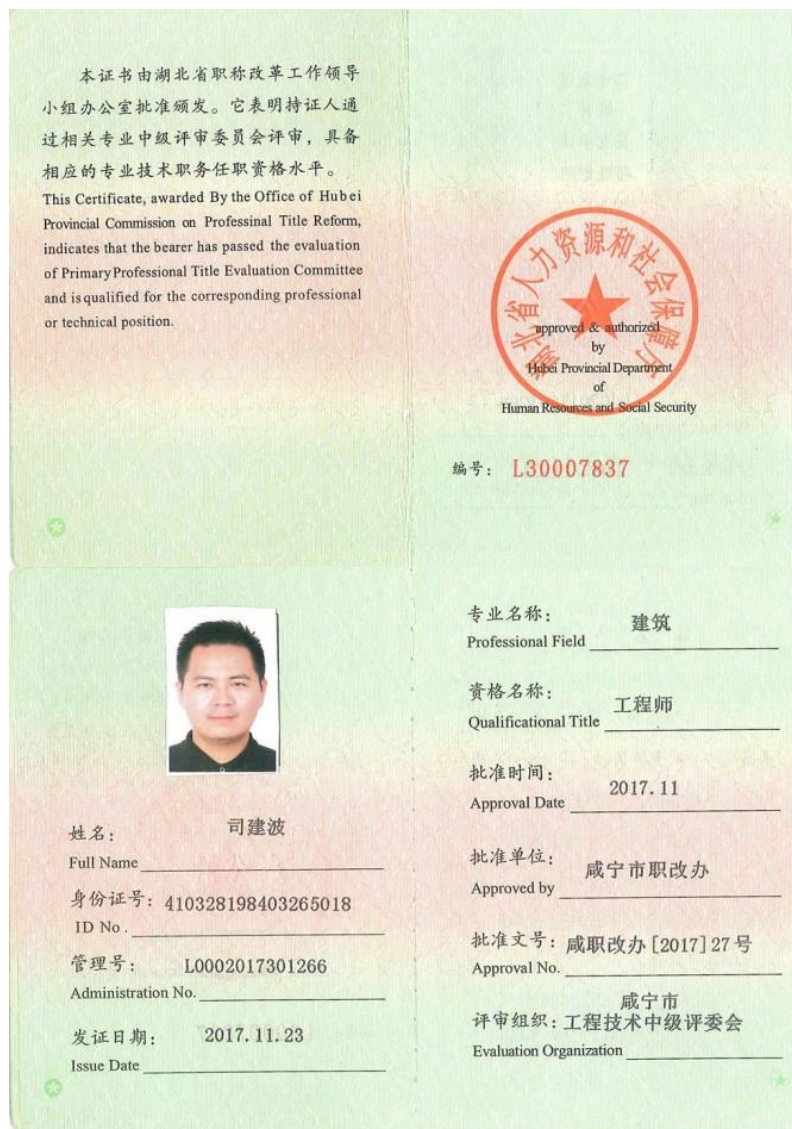 本证书由湖北省职称改革工作领导
小组办公室批准颁发。它表明持证人通
过相关专业中级评审委员会评审，具备
相应的专业技术职务任职资格水平。
This Certificate, awarded By the Office of Hubei
Provincial Commission on Professinal Title Reform,
indicates that the bearer has passed the evaluation
of Primary Professional Title Evaluation Committee
and is qualified for the corresponding professional
or technical position.
湖北省人力资源和社会保障厅
approved & authorized
by
Hubei Provincial Department
of
Human Resources and Social Security
编号： L30007837
姓名： 司建波
Full Name
身份证号： 410328198403265018
ID No .
管理号： L0002017301266
Administration No.
发证日期： 2017.11.23
Issue Date
专业名称： 建筑
Professional Field
资格名称： 工程师
Qualificational Title
批准时间： 2017.11
Approval Date
批准单位： 咸宁市职改办
Approved by
批准文号： 咸职改办[2017]27号
Approval No.
咸宁市
评审组织： 工程技术中级评委会
Evaluation Organization